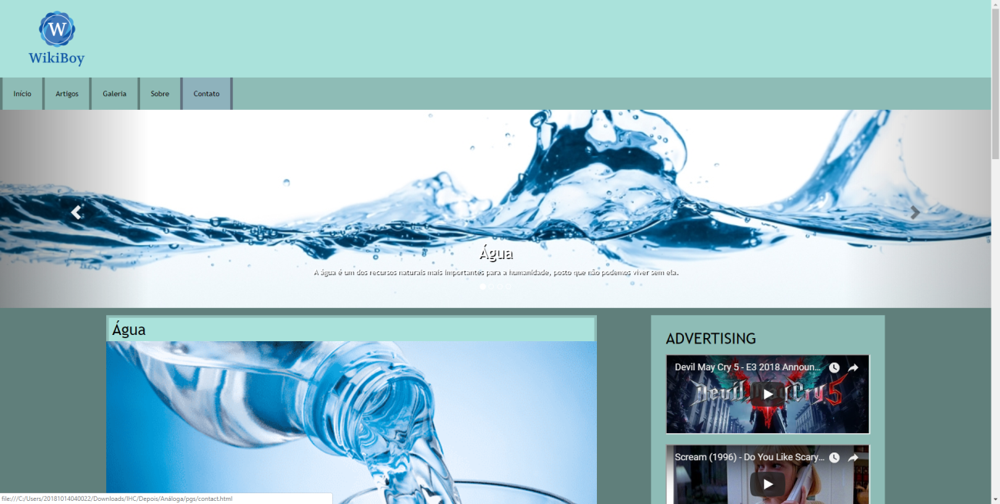 W
WikiBoy
Início
Artigos
Galeria
Sobre
Contato
Água
A água é um dos recursos naturais mais importantes para a humanidade, posto que não podemos viver sem ela.
Água
ADVERTISING
Devil May Cry 5 - E3 2018 Announ...
Devil May Cry 5
Scream (1996) - Do You Like Scary...
file:///C:/Users/20181014040022/Downloads/IHC/Depois/Análoga/pgs/contact.html